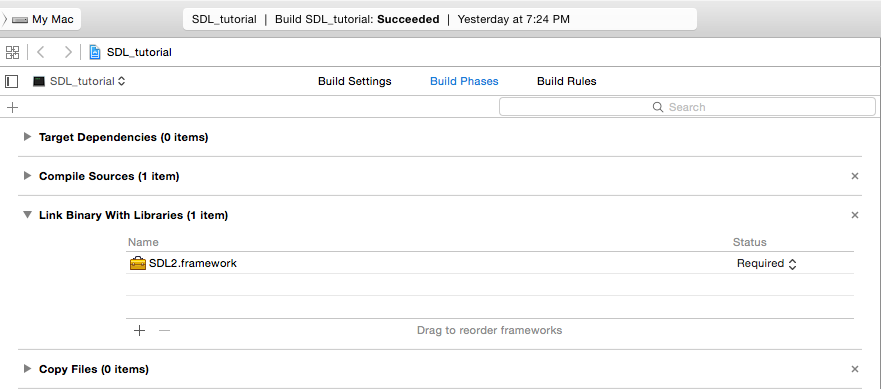 My Mac SDL_tutorial | Build SDL_tutorial: Succeeded | Yesterday at 7:24 PM
SDL_tutorial
SDL_tutorial Build Settings Build Phases Build Rules
Search
Target Dependencies (0 items)
Compile Sources (1 item)
Link Binary With Libraries (1 item)
Name Status
SDL2.framework Required
Drag to reorder frameworks
Copy Files (0 items)